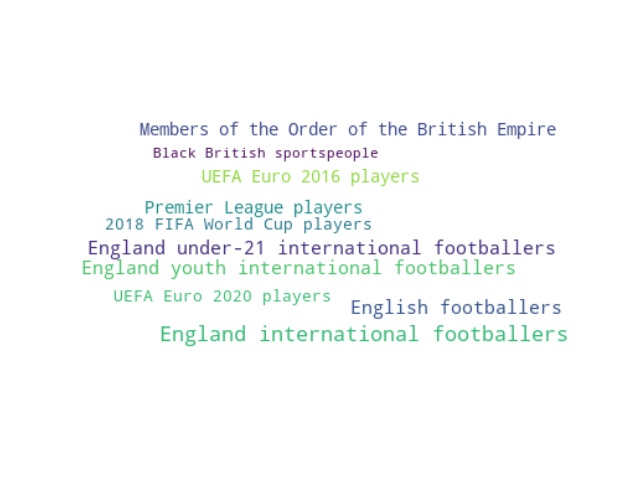 Members of the Order of the British Empire
Black British sportspeople
UEFA Euro 2016 players
Premier League players
2018 FIFA World Cup players
England under-21 international footballers
England youth international footballers
UEFA Euro 2020 players
English footballers
England international footballers